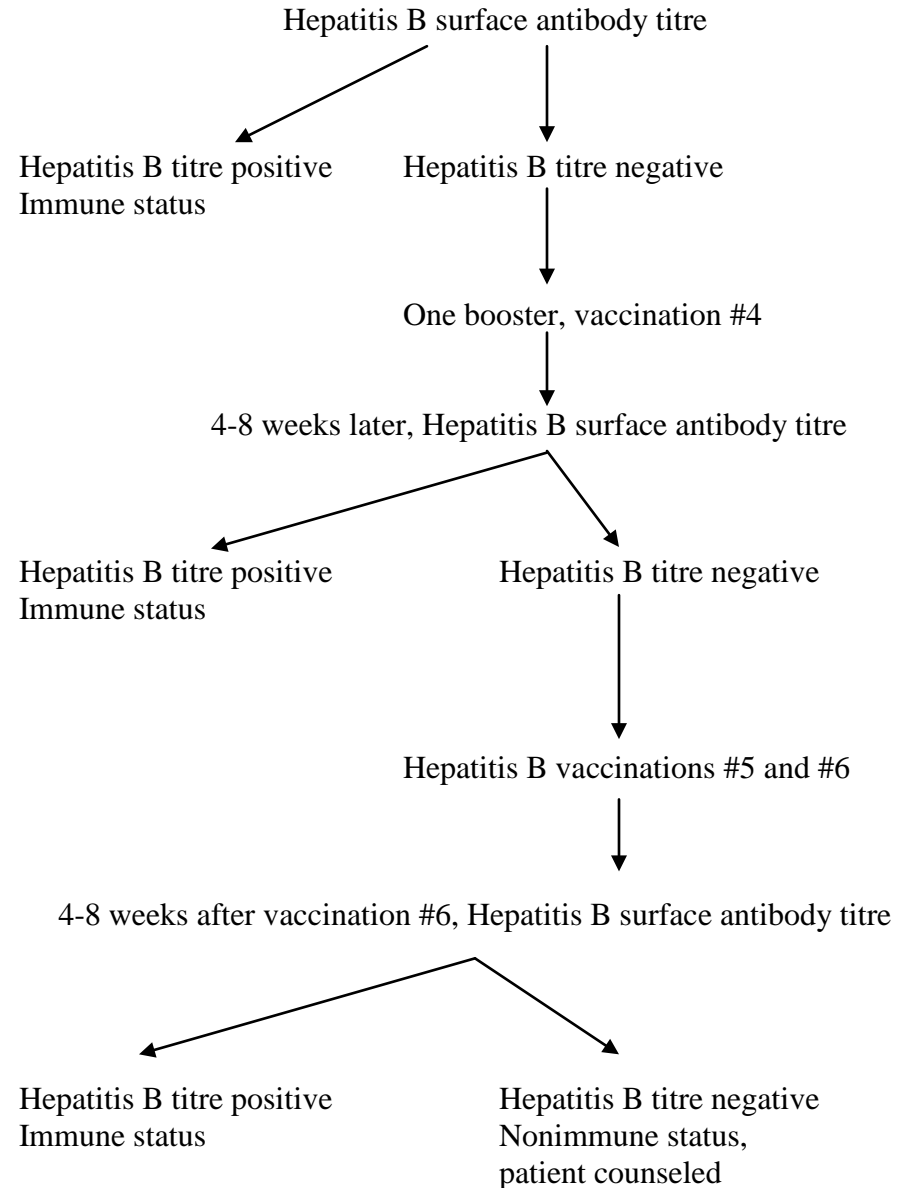 Hepatitis B surface antibody titre
Hepatitis B titre positive
Immune status
Hepatitis B titre negative
One booster, vaccination #4
4-8 weeks later, Hepatitis B surface antibody titre
Hepatitis B titre positive
Immune status
Hepatitis B titre negative
Hepatitis B vaccinations #5 and #6
4-8 weeks after vaccination #6, Hepatitis B surface antibody titre
Hepatitis B titre positive
Immune status
Hepatitis B titre negative
Nonimmune status,
patient counseled